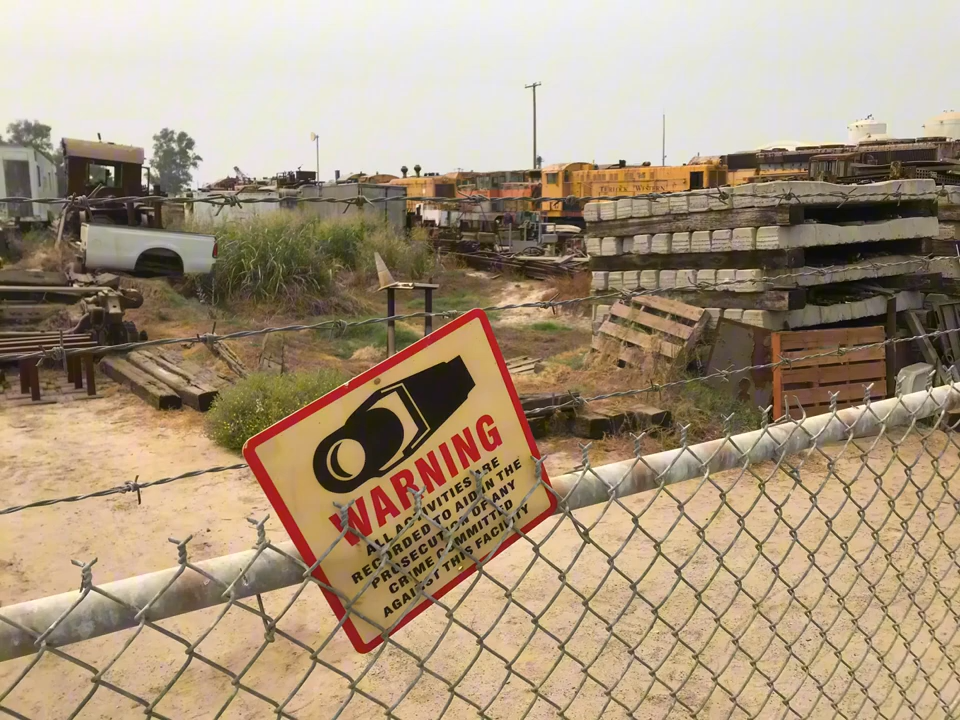 WARNING
ALL ACTIVITIES ARE
RECORDED TO AID IN THE
PROSECUTION OF ANY
CRIME COMMITTED
AGAINST THIS FACILITY